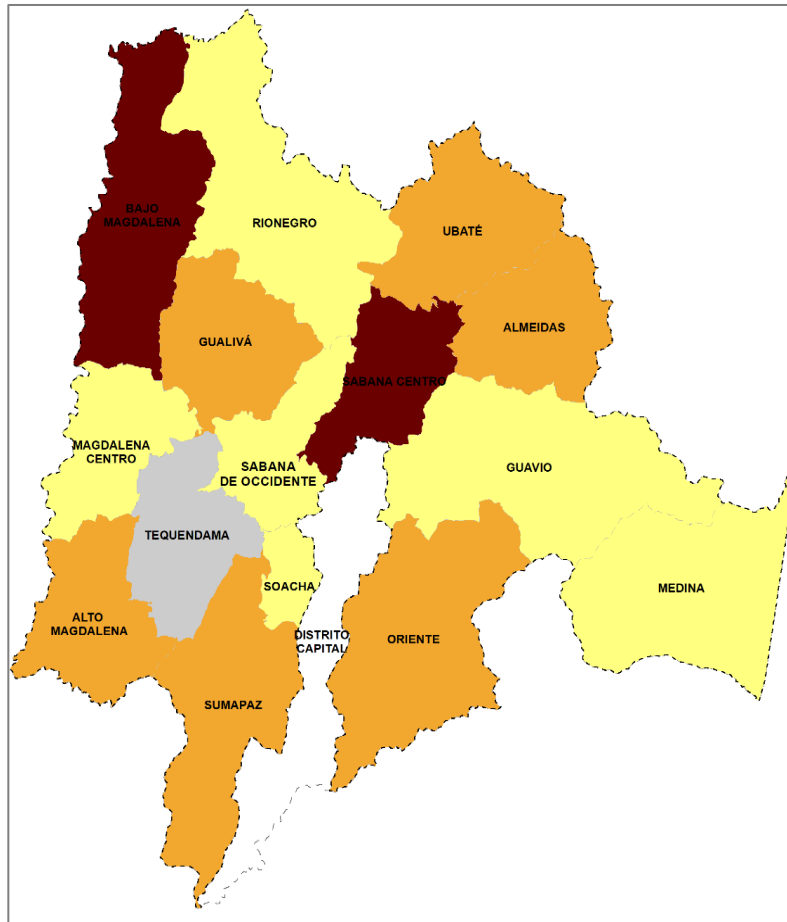 BAJO
MAGDALENA
RIONEGRO
UBATÉ
ALMEIDAS
GUALIVÁ
SABANA CENTRO
MAGDALENA
CENTRO
SABANA
DE OCCIDENTE
GUAVIO
TEQUENDAMA
SOACHA
MEDINA
ALTO
MAGDALENA
DISTRITO
CAPITAL
ORIENTE
SUMAPAZ